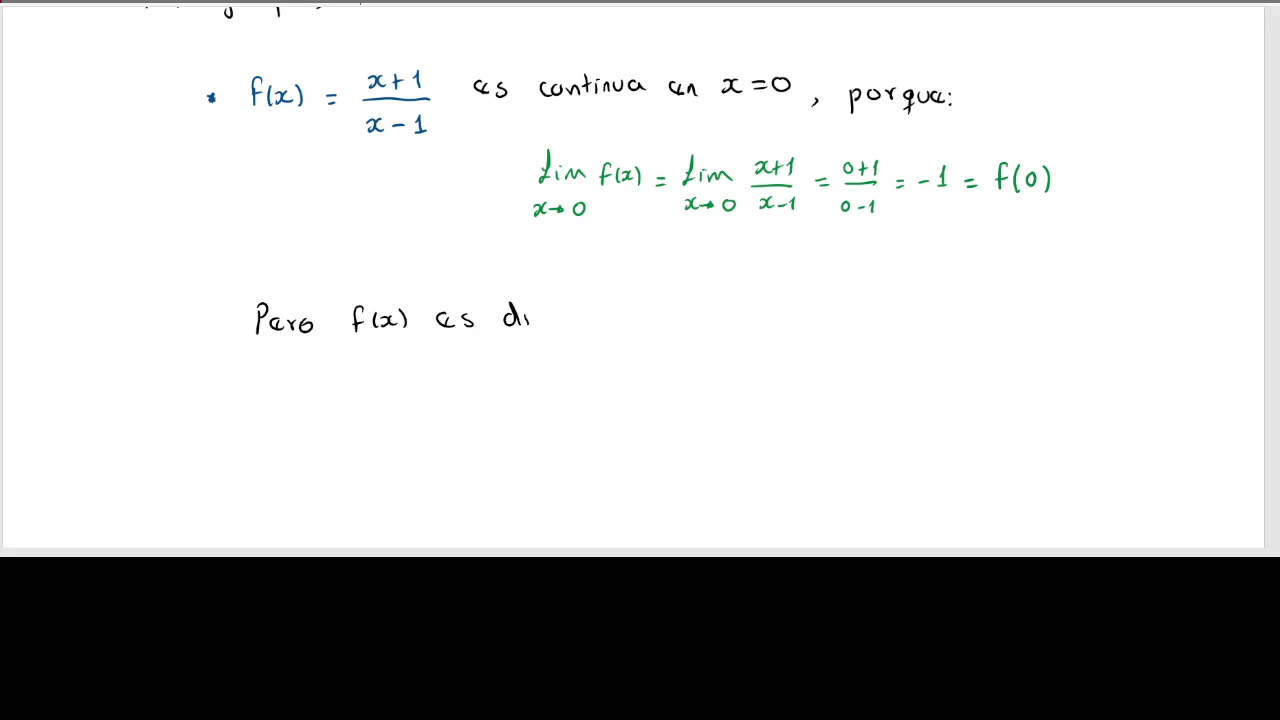 • f(x) = x+1 / x-1 es continua en x=0, porque:
lim x→0 f(x) = lim x→0 x+1 / x-1 = 0+1 / 0-1 = -1 = f(0)
Pero f(x) es di